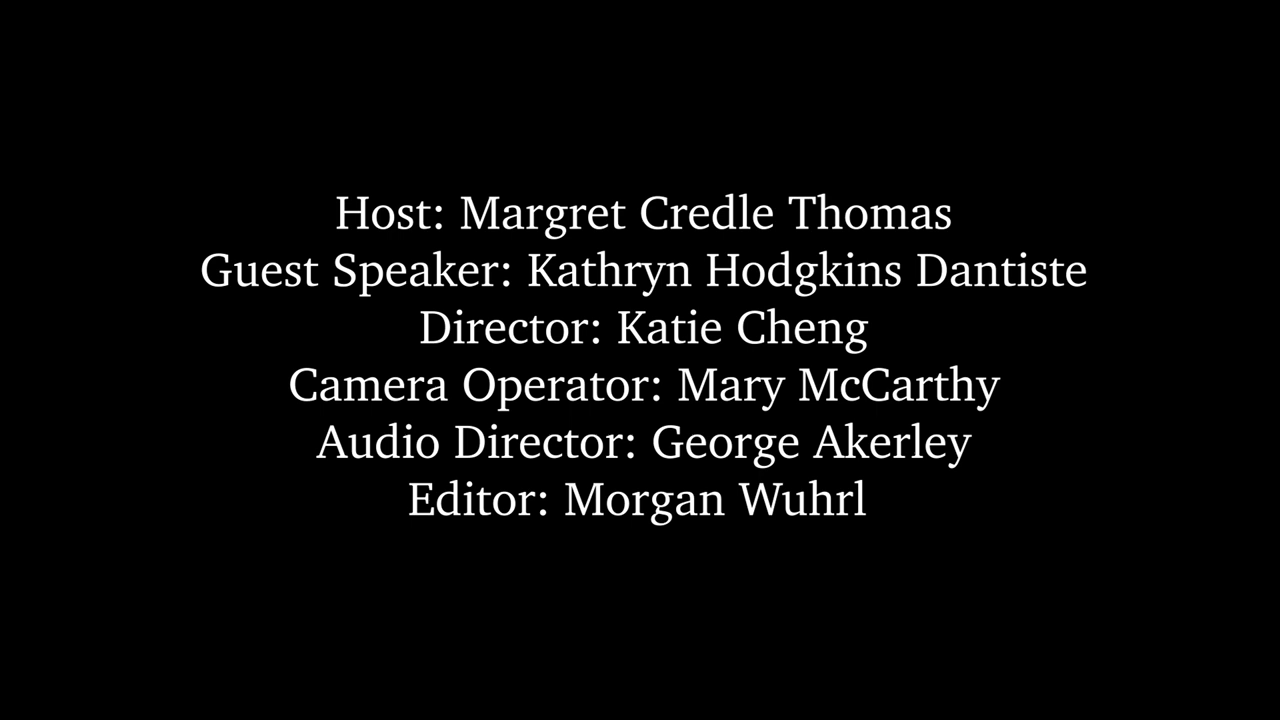 Host: Margret Credle Thomas
Guest Speaker: Kathryn Hodgkins Dantiste
Director: Katie Cheng
Camera Operator: Mary McCarthy
Audio Director: George Akerley
Editor: Morgan Wuhrl